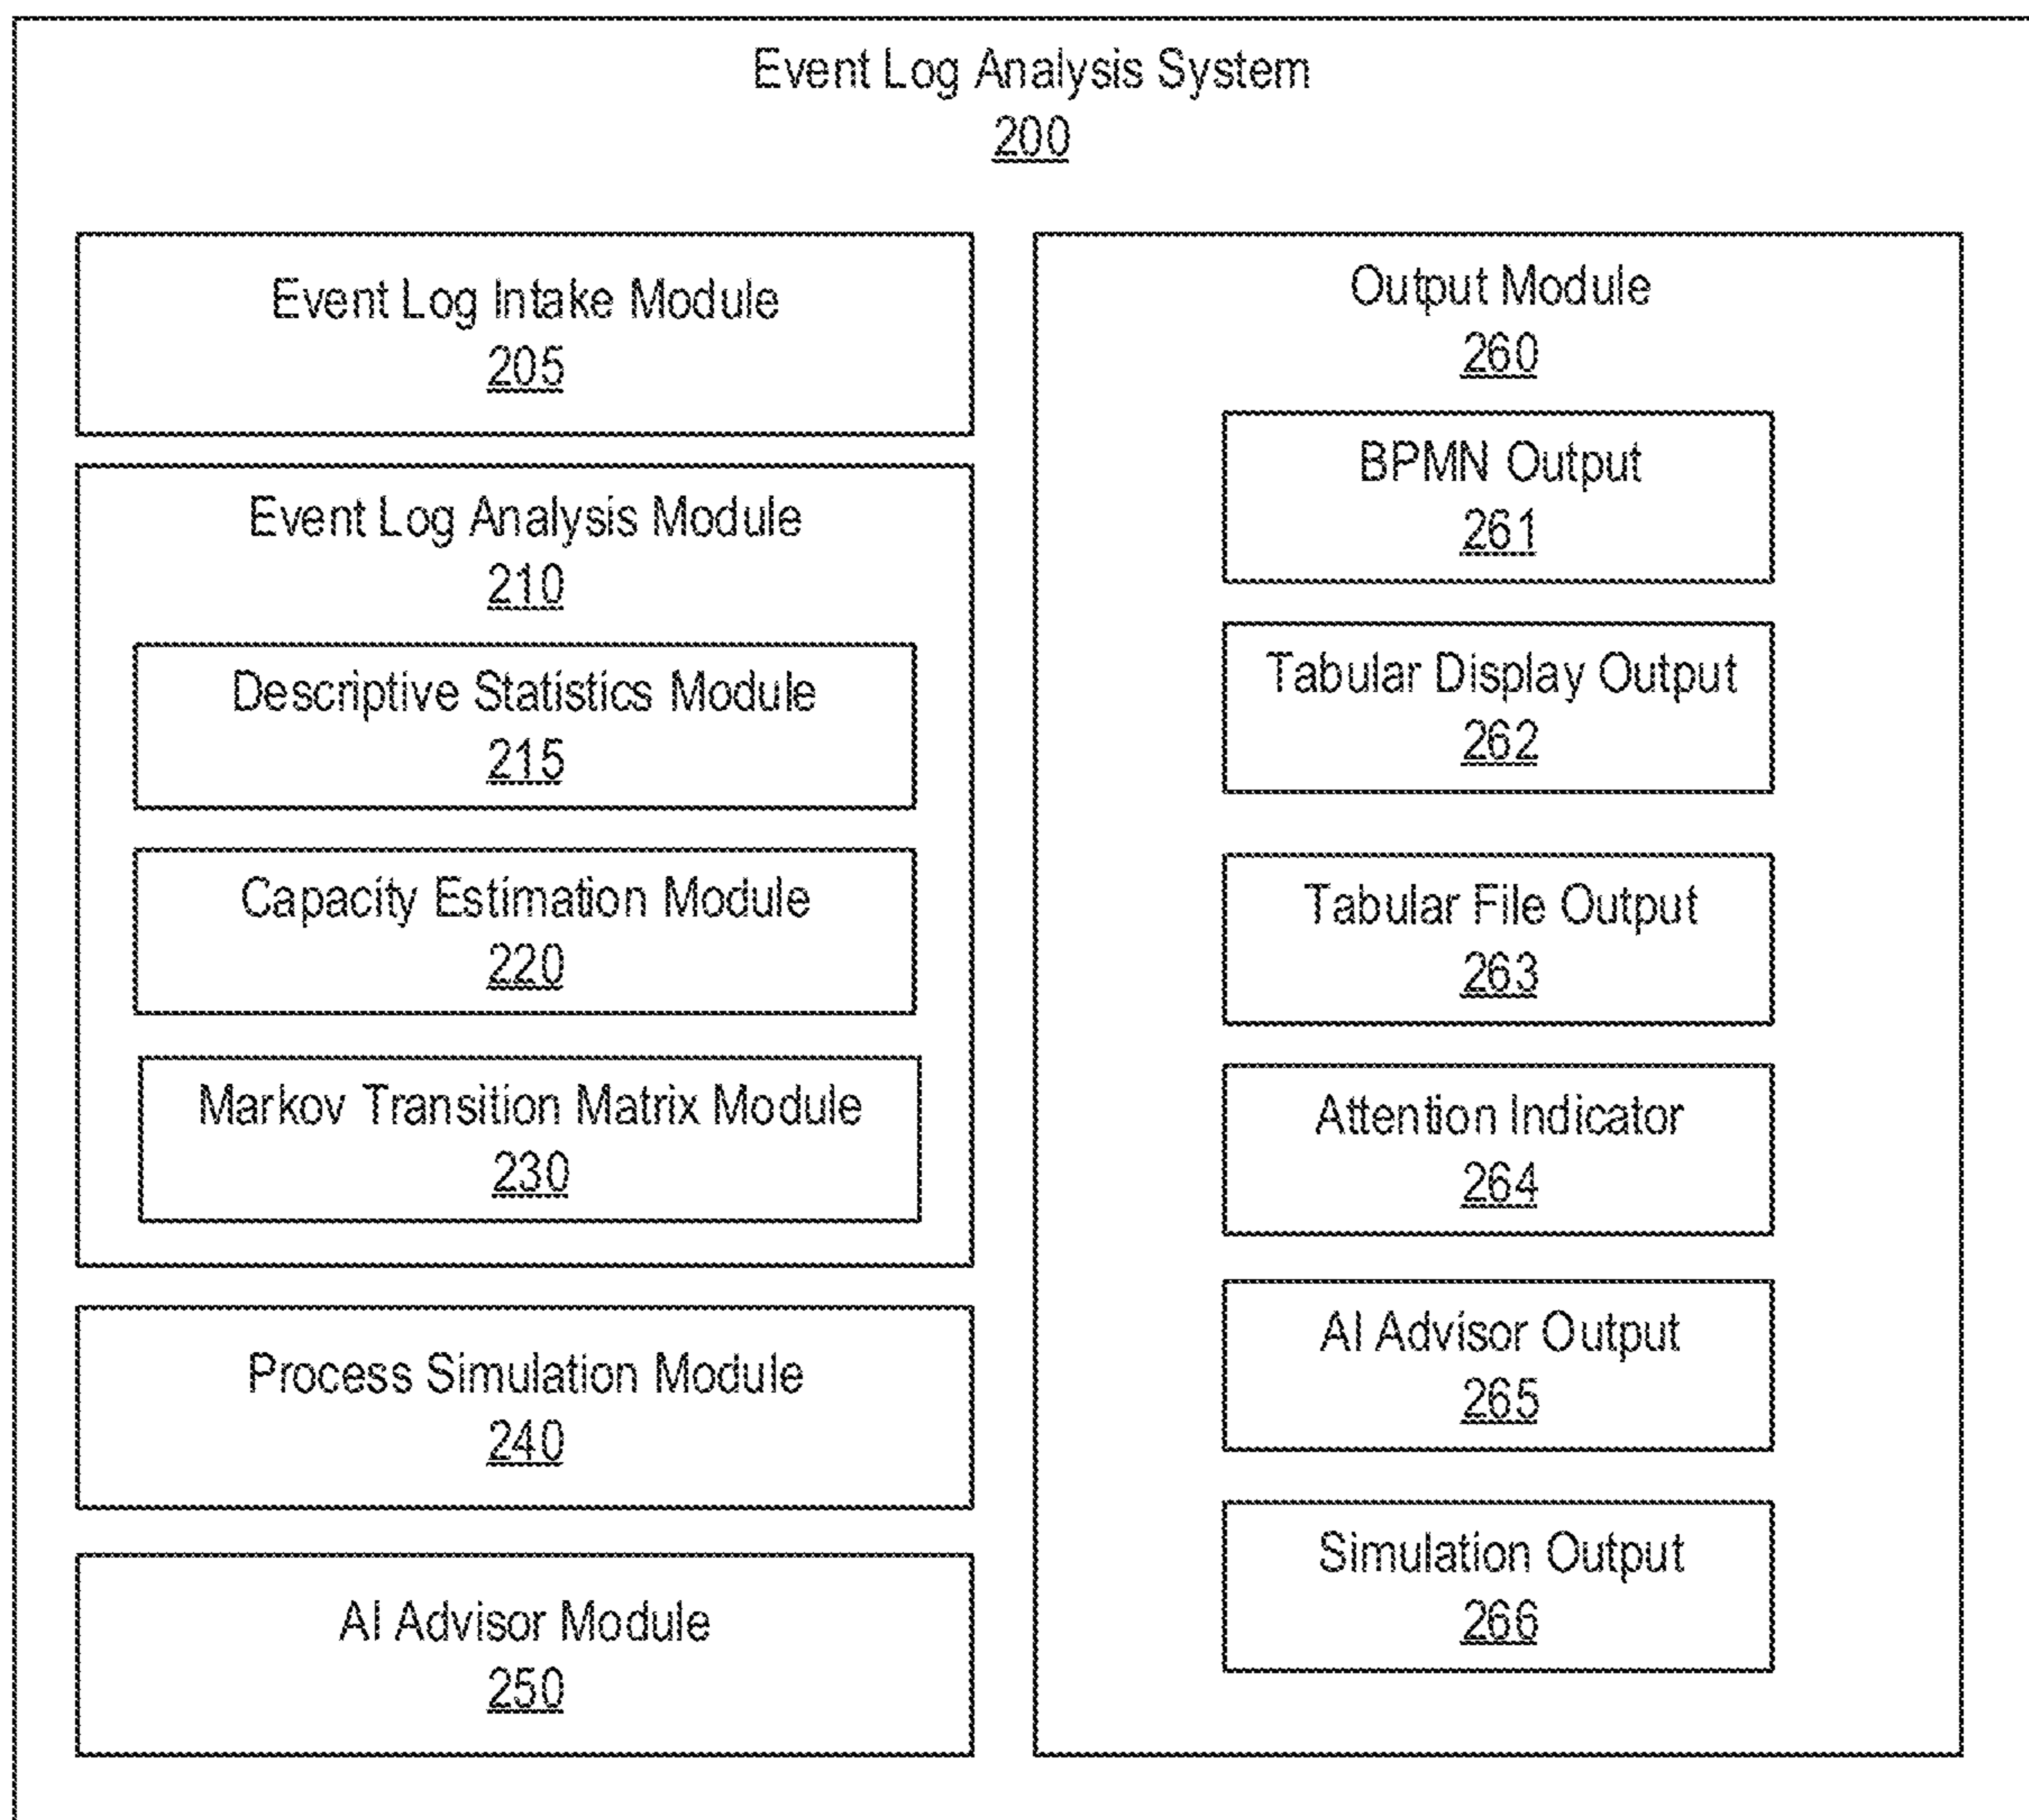 Event Log Analysis System
200
Event Log Intake Module
205
Event Log Analysis Module
210
Descriptive Statistics Module
215
Capacity Estimation Module
220
Markov Transition Matrix Module
230
Process Simulation Module
240
AI Advisor Module
250
Output Module
260
BPMN Output
261
Tabular Display Output
262
Tabular File Output
263
Attention Indicator
264
AI Advisor Output
265
Simulation Output
266